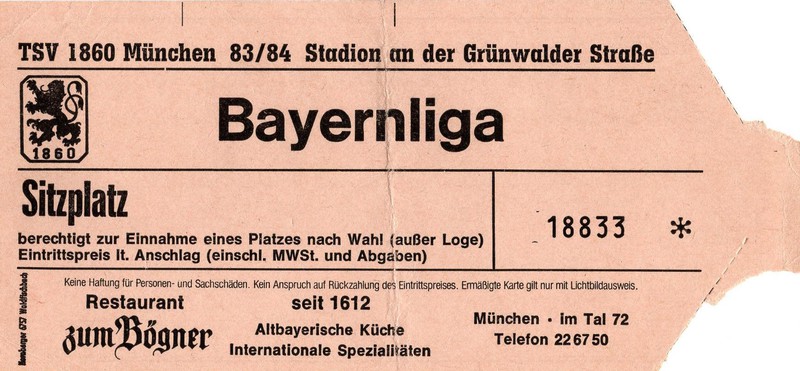 TSV 1860 München 83/84 Stadion an der Grünwalder Straße
1860
Bayernliga
Sitzplatz
berechtigt zur Einnahme eines Platzes nach Wahl (außer Loge)
Eintrittspreis lt. Anschlag (einschl. MWSt. und Abgaben)
18833 *
Keine Haftung für Personen- und Sachschäden. Kein Anspruch auf Rückzahlung des Eintrittspreises. Ermäßigte Karte gilt nur mit Lichtbildausweis.
Restaurant
zum Bögner
seit 1612
Altbayerische Küche
Internationale Spezialitäten
München · im Tal 72
Telefon 226750